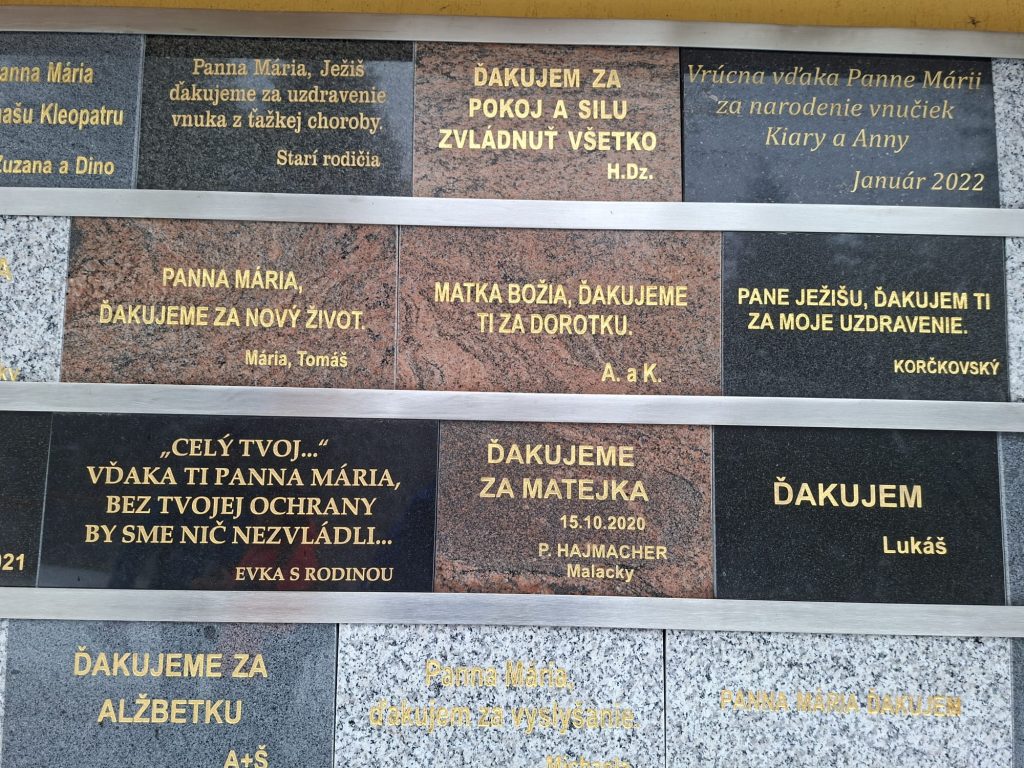 Mária
Kleopatru
Zuzana a Dino
Panna Mária, Ježiš
ďakujeme za uzdravenie
vnuka z ťažkej choroby.
Starí rodičia
ĎAKUJEM ZA
POKOJ A SILU
ZVLÁDNUŤ VŠETKO
H.Dz.
Vrúcna vďaka Panne Márii
za narodenie vnučiek
Kiary a Anny
Január 2022
PANNA MÁRIA,
ĎAKUJEME ZA NOVÝ ŽIVOT.
Mária, Tomáš
MATKA BOŽIA, ĎAKUJEME
TI ZA DOROTKU.
A. a K.
PANE JEŽIŠU, ĎAKUJEM TI
ZA MOJE UZDRAVENIE.
KORČKOVSKÝ
„CELÝ TVOJ...“
VĎAKA TI PANNA MÁRIA,
BEZ TVOJEJ OCHRANY
BY SME NIČ NEZVLÁDLI...
EVKA S RODINOU
ĎAKUJEME
ZA MATEJKA
15.10.2020
P. HAJMACHER
Malacky
ĎAKUJEM
Lukáš
ĎAKUJEME ZA
ALŽBETKU
A+Š
Panna Mária,
ďakujem za vyslyšanie.
PANNA MÁRIA ĎAKUJEM